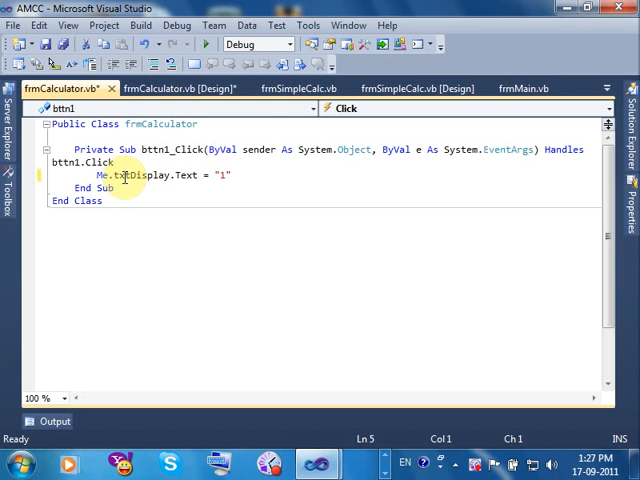 AMCC - Microsoft Visual Studio
File Edit View Project Build Debug Team Data Test Tools Window Help
Debug
frmCalculator.vb* frmCalculator.vb [Design]* frmSimpleCalc.vb frmSimpleCalc.vb [Design] frmMain.vb
bttn1 Click
Server Explorer
Toolbox
Solution Explorer
Properties
Public Class frmCalculator
Private Sub bttn1_Click(ByVal sender As System.Object, ByVal e As System.EventArgs) Handles
bttn1.Click
Me.txtDisplay.Text = "1"
End Sub
End Class
100 %
Output
Ready Ln 5 Col 1 Ch 1
EN 1:27 PM
17-09-2011